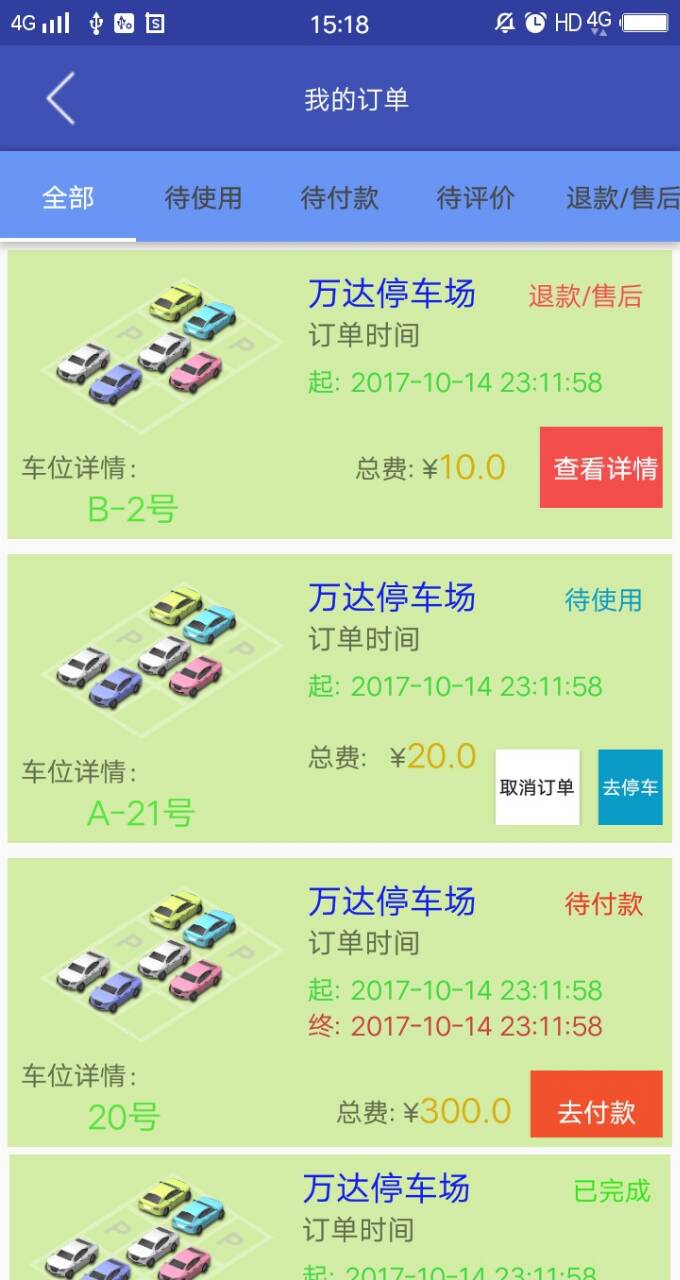 4G 15:18 HD 4G
我的订单
全部 待使用 待付款 待评价 退款/售后
万达停车场 退款/售后
订单时间
起: 2017-10-14 23:11:58
车位详情: 总费: ¥10.0 查看详情
B-2号
万达停车场 待使用
订单时间
起: 2017-10-14 23:11:58
总费: ¥20.0
车位详情: 取消订单 去停车
A-21号
万达停车场 待付款
订单时间
起: 2017-10-14 23:11:58
终: 2017-10-14 23:11:58
车位详情:
20号 总费: ¥300.0 去付款
万达停车场 已完成
订单时间
起: 2017-10-14 23:11:58